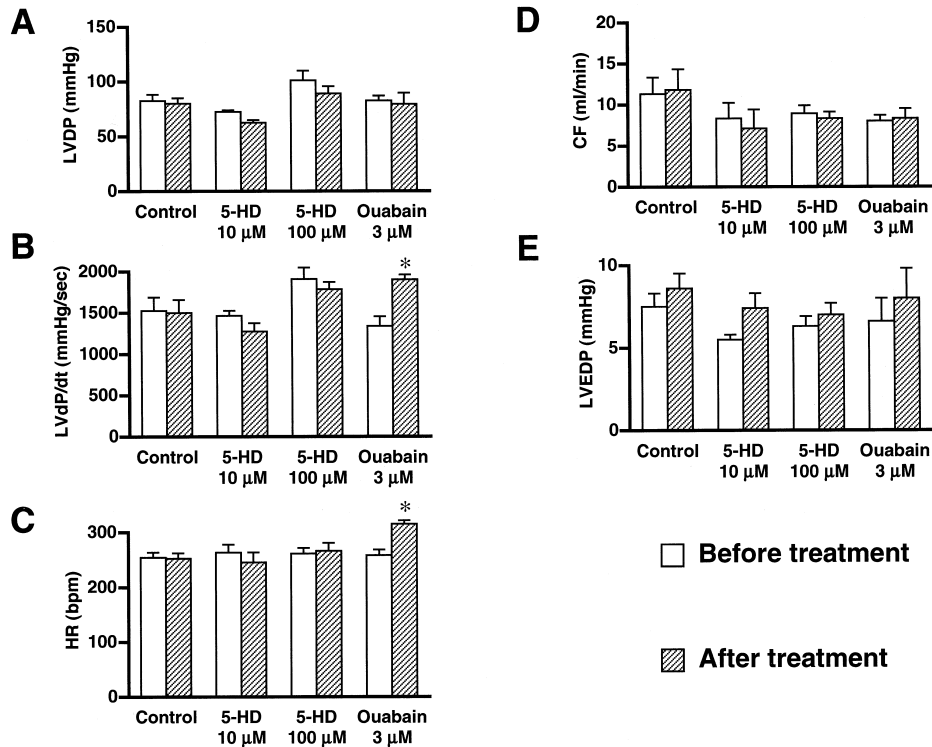 A
LVDP (mmHg)
150
100
50
0
Control
5-HD
10 μM
5-HD
100 μM
Ouabain
3 μM
B
LVdP/dt (mmHg/sec)
2000
1500
1000
500
0
*
Control
5-HD
10 μM
5-HD
100 μM
Ouabain
3 μM
C
HR (bpm)
300
200
100
0
*
Control
5-HD
10 μM
5-HD
100 μM
Ouabain
3 μM
D
CF (ml/min)
20
15
10
5
0
Control
5-HD
10 μM
5-HD
100 μM
Ouabain
3 μM
E
LVEDP (mmHg)
10
5
0
Control
5-HD
10 μM
5-HD
100 μM
Ouabain
3 μM
Before treatment
After treatment